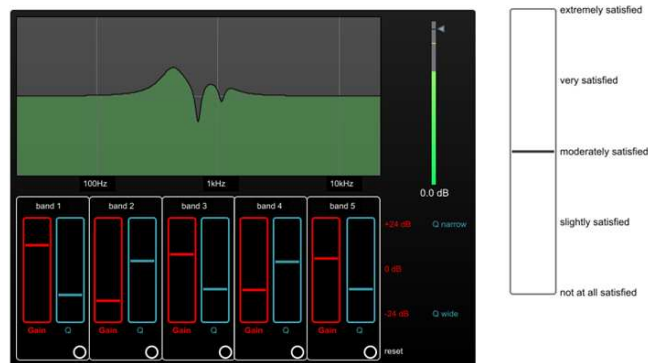 100Hz 1kHz 10kHz
0.0 dB
band 1 band 2 band 3 band 4 band 5
+24 dB Q narrow
0 dB
-24 dB Q wide
Gain Q Gain Q Gain Q Gain Q Gain Q
reset
extremely satisfied
very satisfied
moderately satisfied
slightly satisfied
not at all satisfied